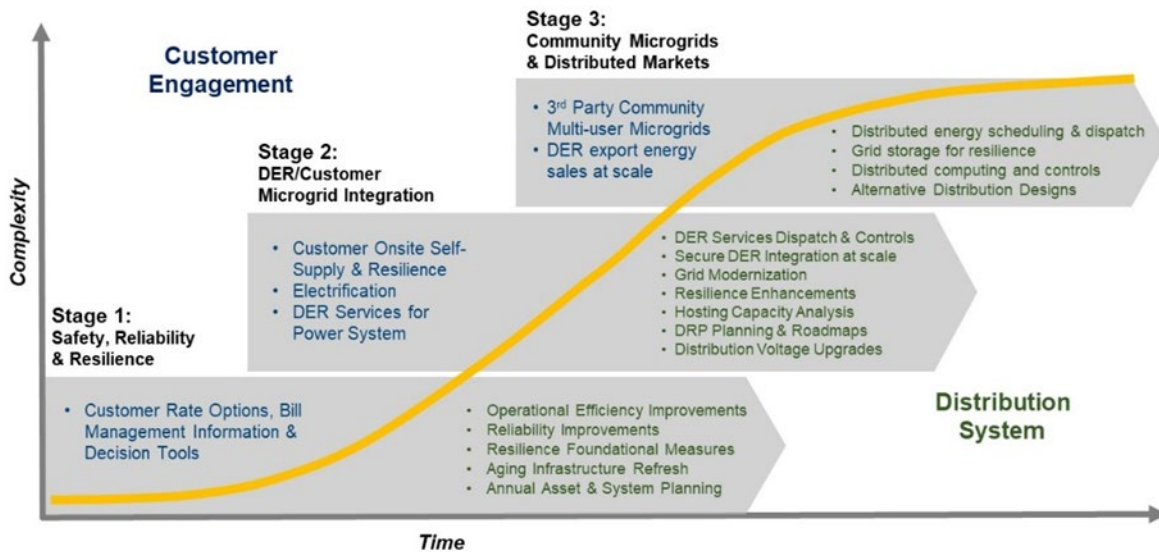 Stage 3:
Community Microgrids
& Distributed Markets
Customer
Engagement
• 3rd Party Community
Multi-user Microgrids
• DER export energy
sales at scale
• Distributed energy scheduling & dispatch
• Grid storage for resilience
• Distributed computing and controls
• Alternative Distribution Designs
Stage 2:
DER/Customer
Microgrid Integration
• Customer Onsite Self-
Supply & Resilience
• Electrification
• DER Services for
Power System
• DER Services Dispatch & Controls
• Secure DER Integration at scale
• Grid Modernization
• Resilience Enhancements
• Hosting Capacity Analysis
• DRP Planning & Roadmaps
• Distribution Voltage Upgrades
Complexity
Stage 1:
Safety, Reliability
& Resilience
• Customer Rate Options, Bill
Management Information &
Decision Tools
• Operational Efficiency Improvements
• Reliability Improvements
• Resilience Foundational Measures
• Aging Infrastructure Refresh
• Annual Asset & System Planning
Distribution
System
Time